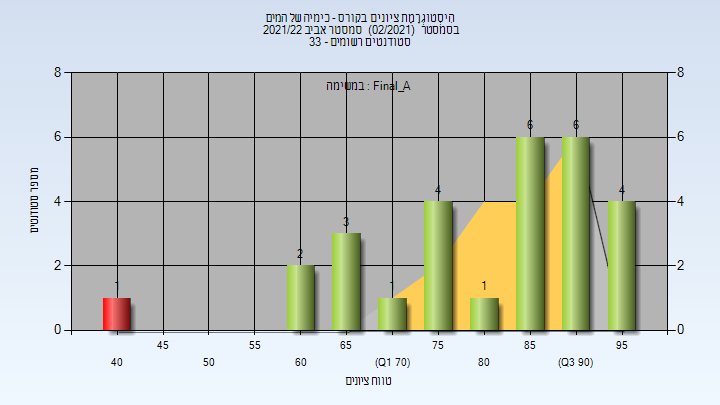 היסטוגרמת ציונים בקורס - כימיה של המים
בסמסטר (02/2021) סמסטר אביב 2021/22
סטודנטים רשומים - 33
במשימה : Final_A
8 8
6 6
4 4
2 2
0 0
מספר סטודנטים
1 2 3 1 4 1 6 6 4
45 55 65 75 85 95
40 50 60 (Q1 70) 80 (Q3 90)
טווח ציונים